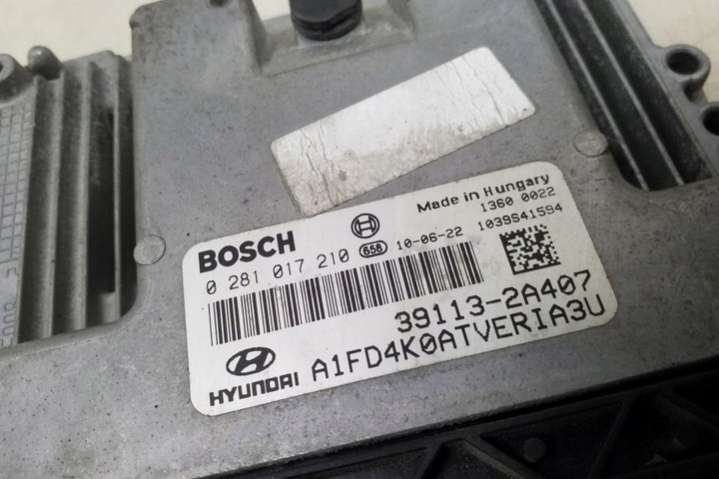 Made in Hungary
1360 0022
BOSCH
0 281 017 210 658 10-06-22 1039S41594
39113-2A407
HYUNDAI A1FD4K0ATVERIA3U